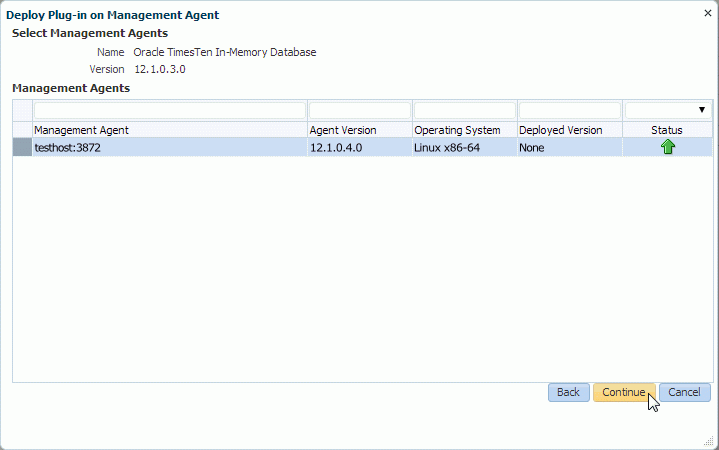 Deploy Plug-in on Management Agent
Select Management Agents
Name Oracle TimesTen In-Memory Database
Version 12.1.0.3.0
Management Agents
Management Agent Agent Version Operating System Deployed Version Status
testhost:3872 12.1.0.4.0 Linux x86-64 None
Back Continue Cancel